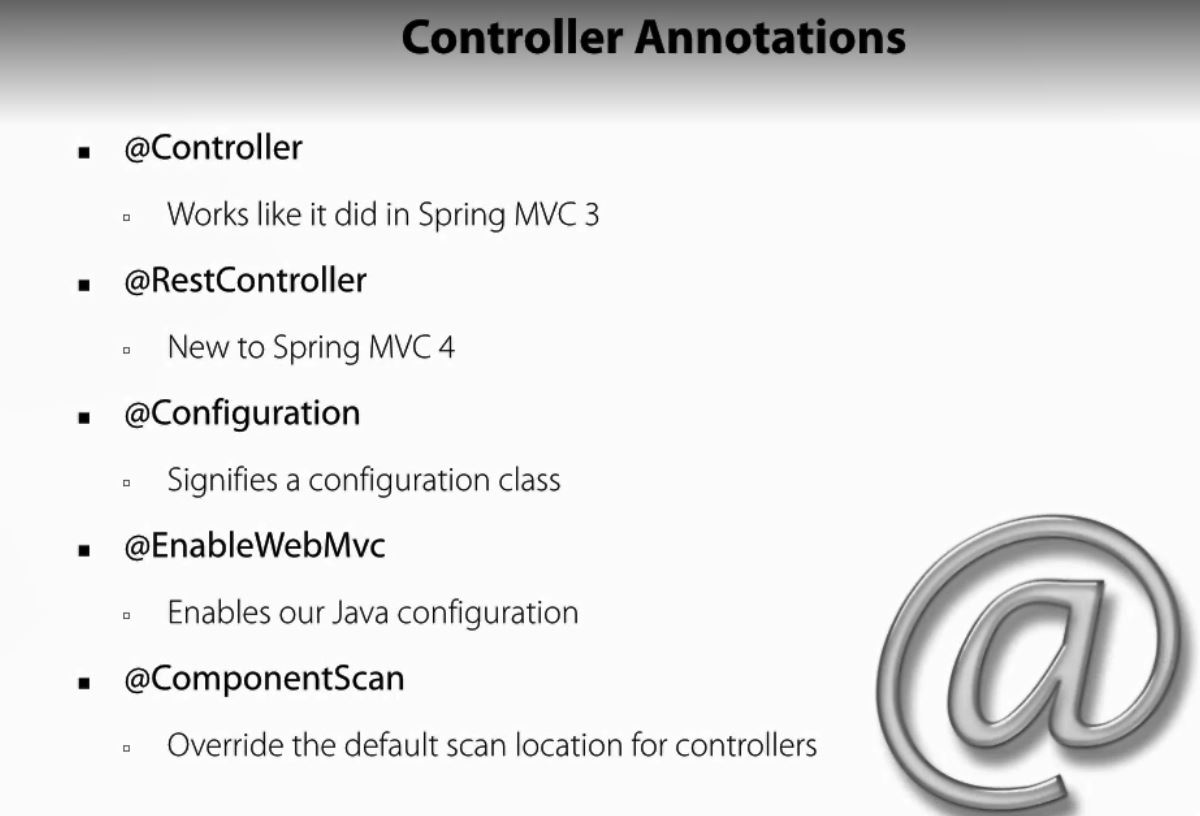 Controller Annotations
@Controller
Works like it did in Spring MVC 3
@RestController
New to Spring MVC 4
@Configuration
Signifies a configuration class
@EnableWebMvc
Enables our Java configuration
@ComponentScan
Override the default scan location for controllers
@